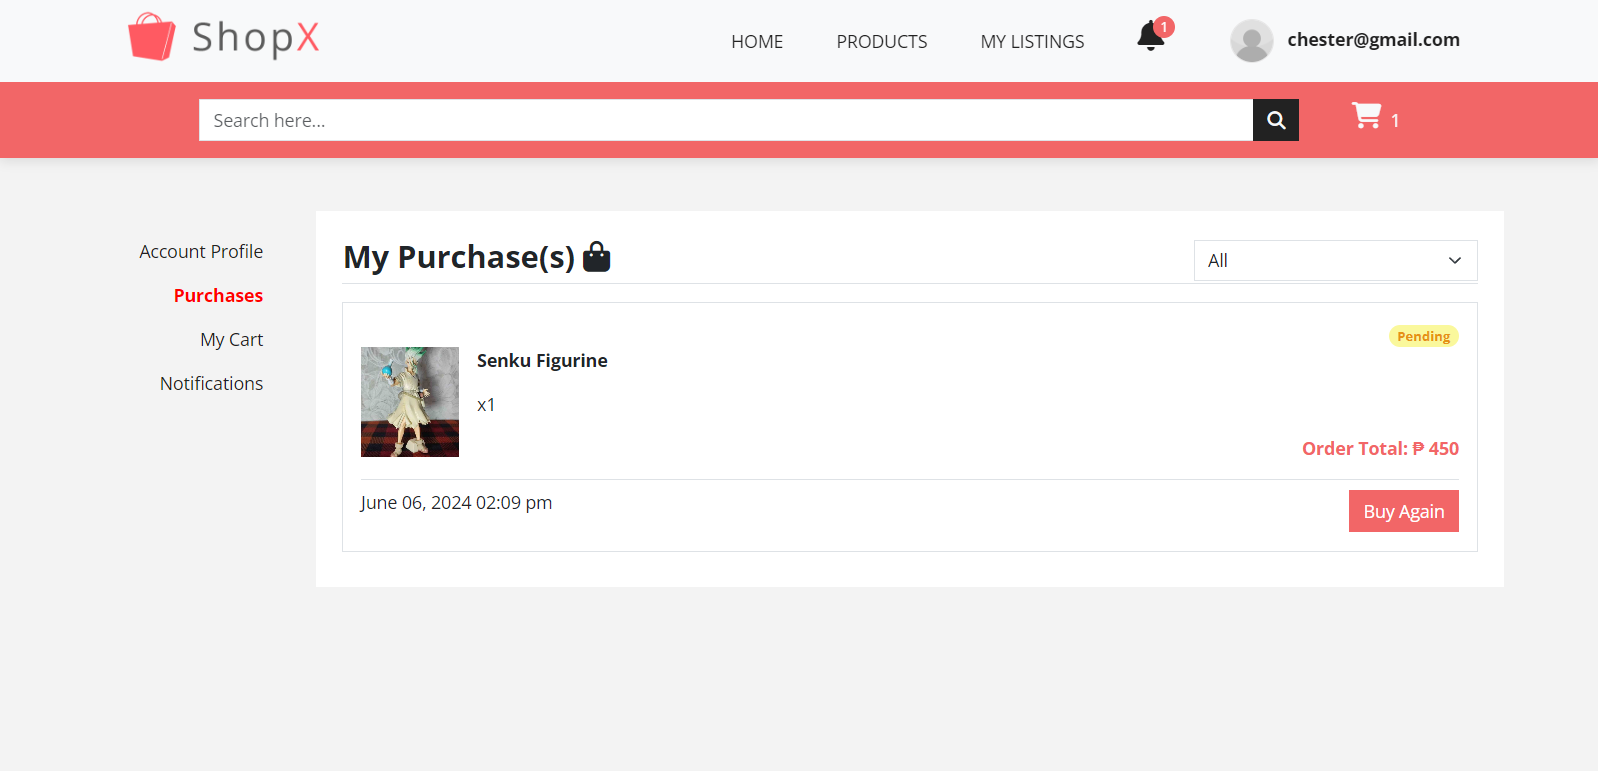 ShopX
HOME PRODUCTS MY LISTINGS 1 chester@gmail.com
Search here... 1
Account Profile
Purchases
My Cart
Notifications
My Purchase(s)
All
Pending
Senku Figurine
x1
Order Total: ₱ 450
June 06, 2024 02:09 pm
Buy Again